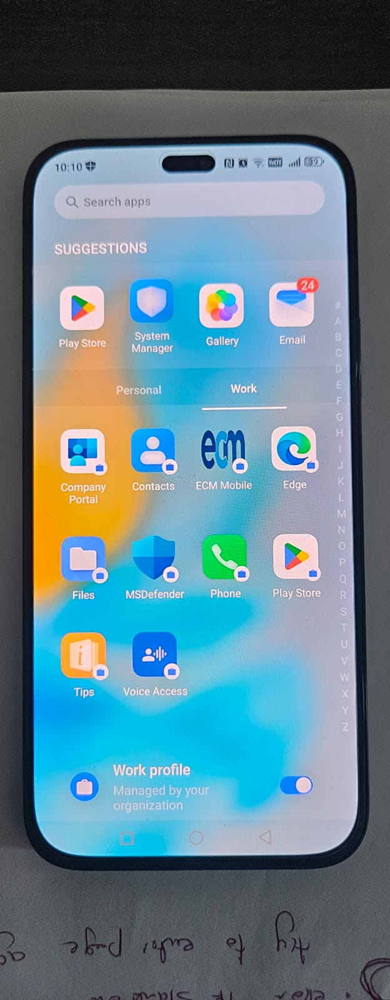 10:10 VoLTE 39
Search apps
SUGGESTIONS
24
Play Store System Manager Gallery Email
Personal Work
ecm
Company Portal Contacts ECM Mobile Edge
Files MSDefender Phone Play Store
i
Tips Voice Access
#
A
B
C
D
E
F
G
H
I
J
K
L
M
N
O
P
Q
R
S
T
U
V
W
X
Y
Z
Work profile
Managed by your
organization
try to enter page